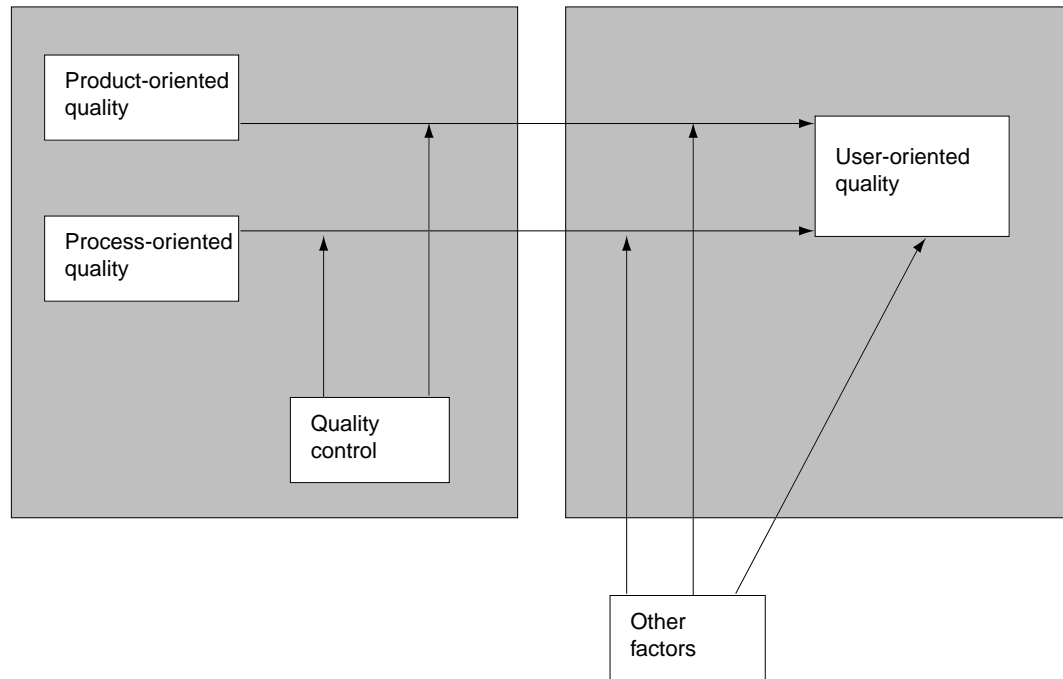 Product-oriented
quality
User-oriented
quality
Process-oriented
quality
Quality
control
Other
factors